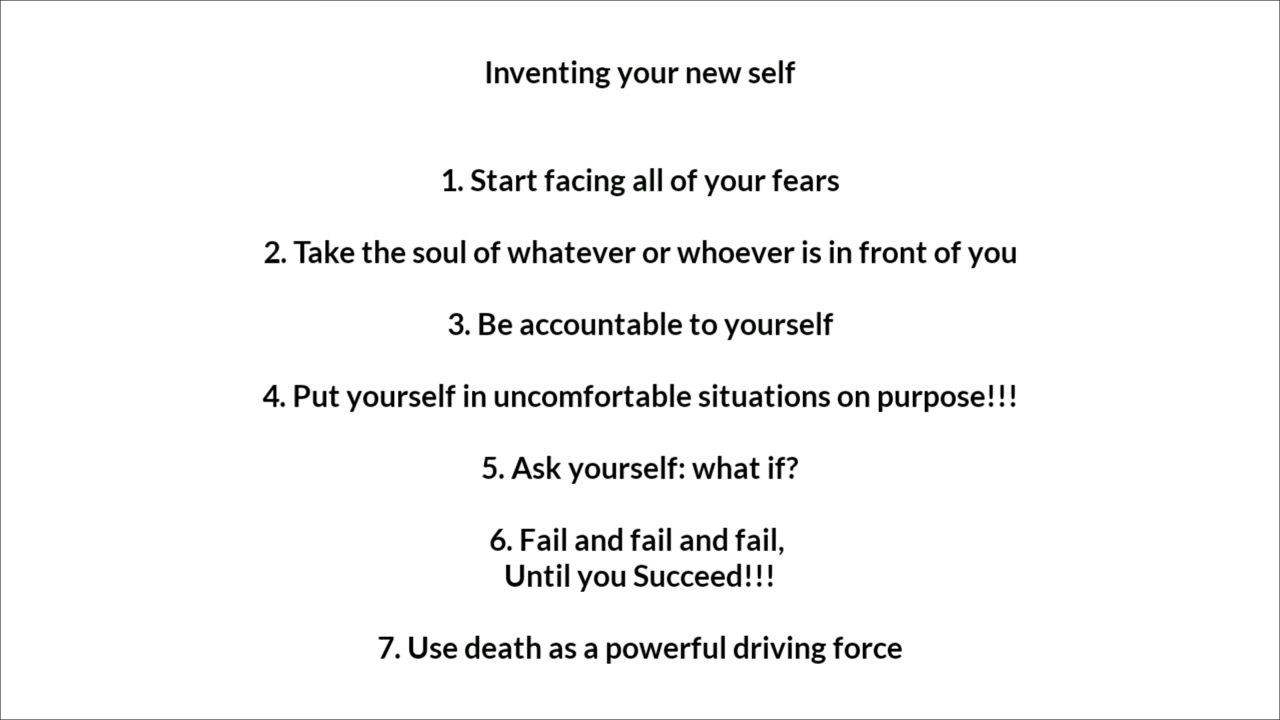 Inventing your new self
1. Start facing all of your fears
2. Take the soul of whatever or whoever is in front of you
3. Be accountable to yourself
4. Put yourself in uncomfortable situations on purpose!!!
5. Ask yourself: what if?
6. Fail and fail and fail,
Until you Succeed!!!
7. Use death as a powerful driving force